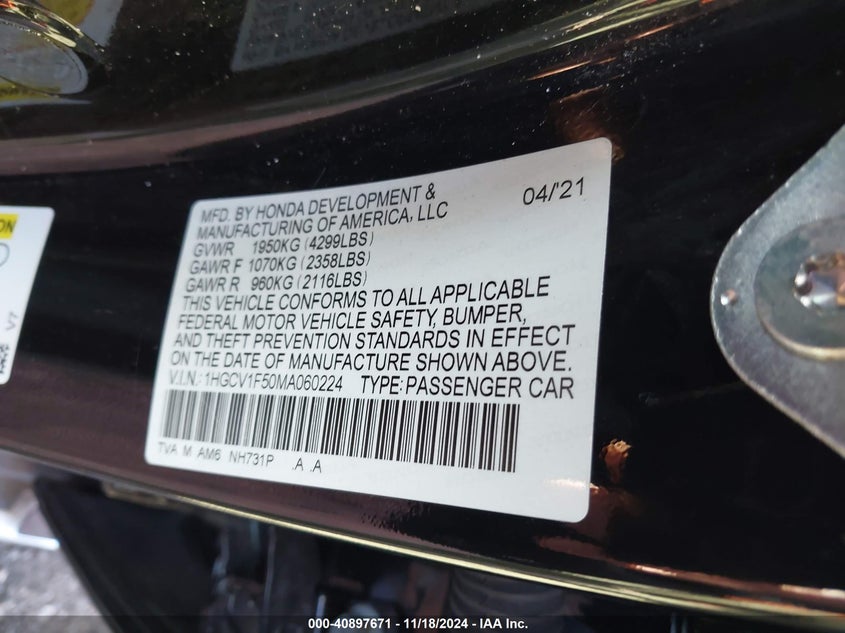 MFD. BY HONDA DEVELOPMENT &
MANUFACTURING OF AMERICA, LLC
04/'21
GVWR 1950KG (4299LBS)
GAWR F 1070KG (2358LBS)
GAWR R 960KG (2116LBS)
THIS VEHICLE CONFORMS TO ALL APPLICABLE
FEDERAL MOTOR VEHICLE SAFETY, BUMPER,
AND THEFT PREVENTION STANDARDS IN EFFECT
ON THE DATE OF MANUFACTURE SHOWN ABOVE.
V.I.N.: 1HGCV1F50MA060224 TYPE: PASSENGER CAR
TVA M AM6 NH731P .A .A
V7
000-40897671 - 11/18/2024 - IAA Inc.